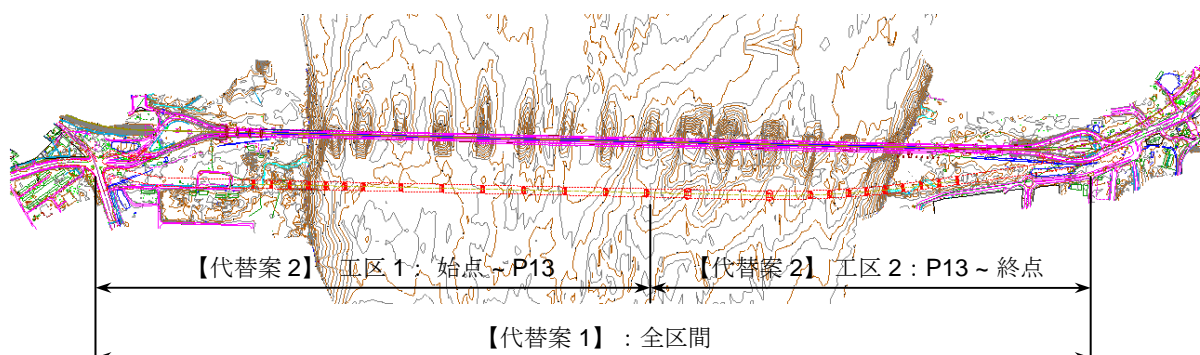 【代替案 2】 工区 1： 始点 ~ P13
【代替案 2】 工区 2：P13 ~ 終点
【代替案 1】：全区間